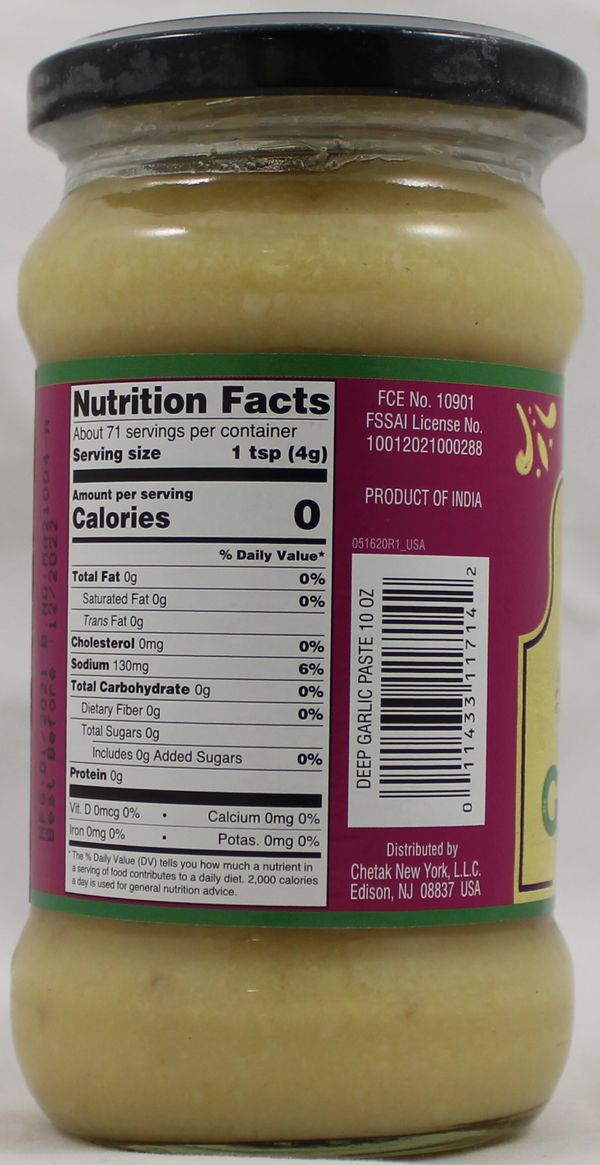 Nutrition Facts
About 71 servings per container
Serving size 1 tsp (4g)
Amount per serving
Calories 0
% Daily Value*
Total Fat 0g 0%
Saturated Fat 0g 0%
Trans Fat 0g
Cholesterol 0mg 0%
Sodium 130mg 6%
Total Carbohydrate 0g 0%
Dietary Fiber 0g 0%
Total Sugars 0g
Includes 0g Added Sugars 0%
Protein 0g
Vit. D 0mcg 0% • Calcium 0mg 0%
Iron 0mg 0% • Potas. 0mg 0%
*The % Daily Value (DV) tells you how much a nutrient in
a serving of food contributes to a daily diet. 2,000 calories
a day is used for general nutrition advice.
FCE No. 10901
FSSAI License No.
10012021000288
PRODUCT OF INDIA
051620R1_USA
DEEP GARLIC PASTE 10 OZ
0 11433 11714 2
Distributed by
Chetak New York, L.L.C.
Edison, NJ 08837 USA
Best Before 12/2022
G